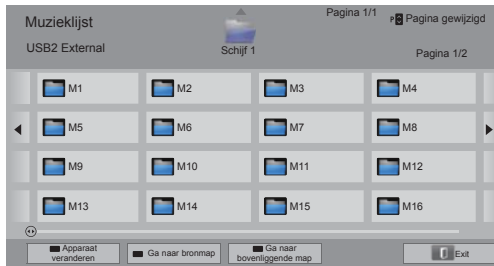 Muzieklijst
Pagina 1/1
P Pagina gewijzigd
USB2 External
Schijf 1
Pagina 1/2
M1 M2 M3 M4
M5 M6 M7 M8
M9 M10 M11 M12
M13 M14 M15 M16
Apparaat
veranderen
Ga naar bronmap
Ga naar
bovenliggende map
Exit